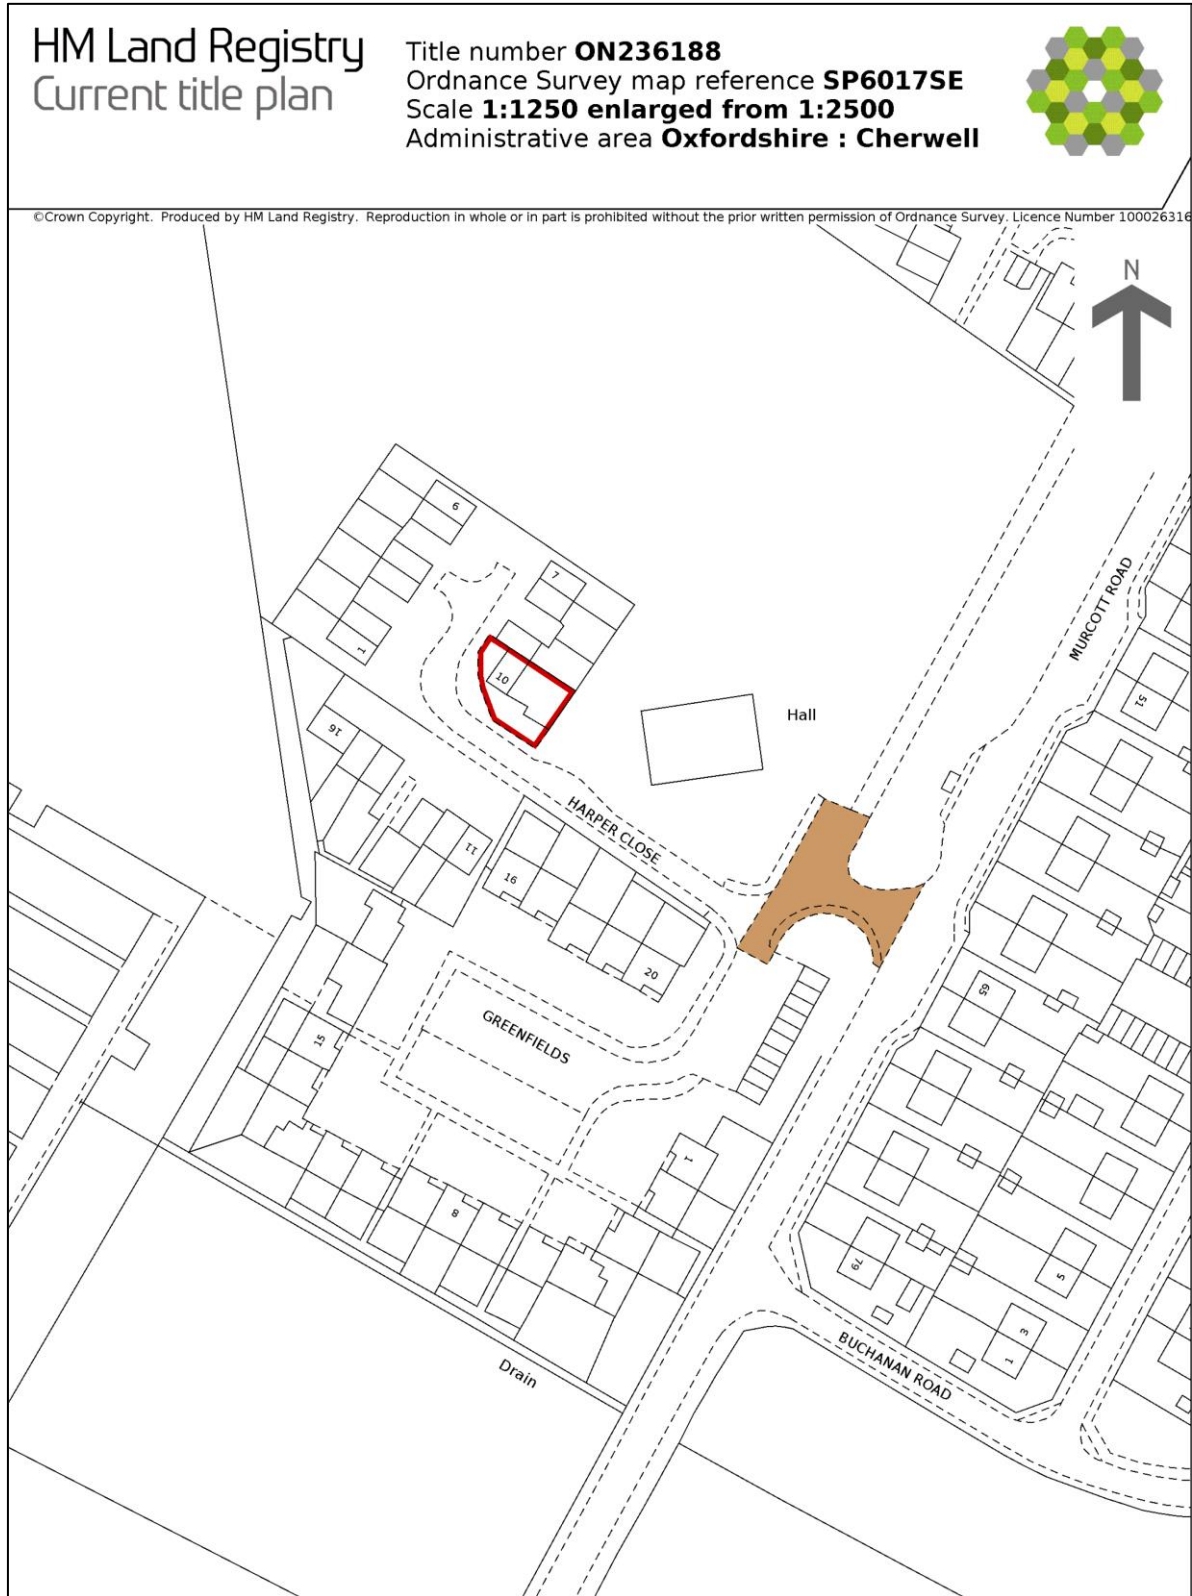 HM Land Registry
Current title plan
Title number ON236188
Ordnance Survey map reference SP6017SE
Scale 1:1250 enlarged from 1:2500
Administrative area Oxfordshire : Cherwell
©Crown Copyright. Produced by HM Land Registry. Reproduction in whole or in part is prohibited without the prior written permission of Ordnance Survey. Licence Number 100026316
N
6
7
MURCOTT ROAD
1
10
51
Hall
16
HARPER CLOSE
11
16
20
65
GREENFIELDS
15
1
8
79
5
3
1
BUCHANAN ROAD
Drain